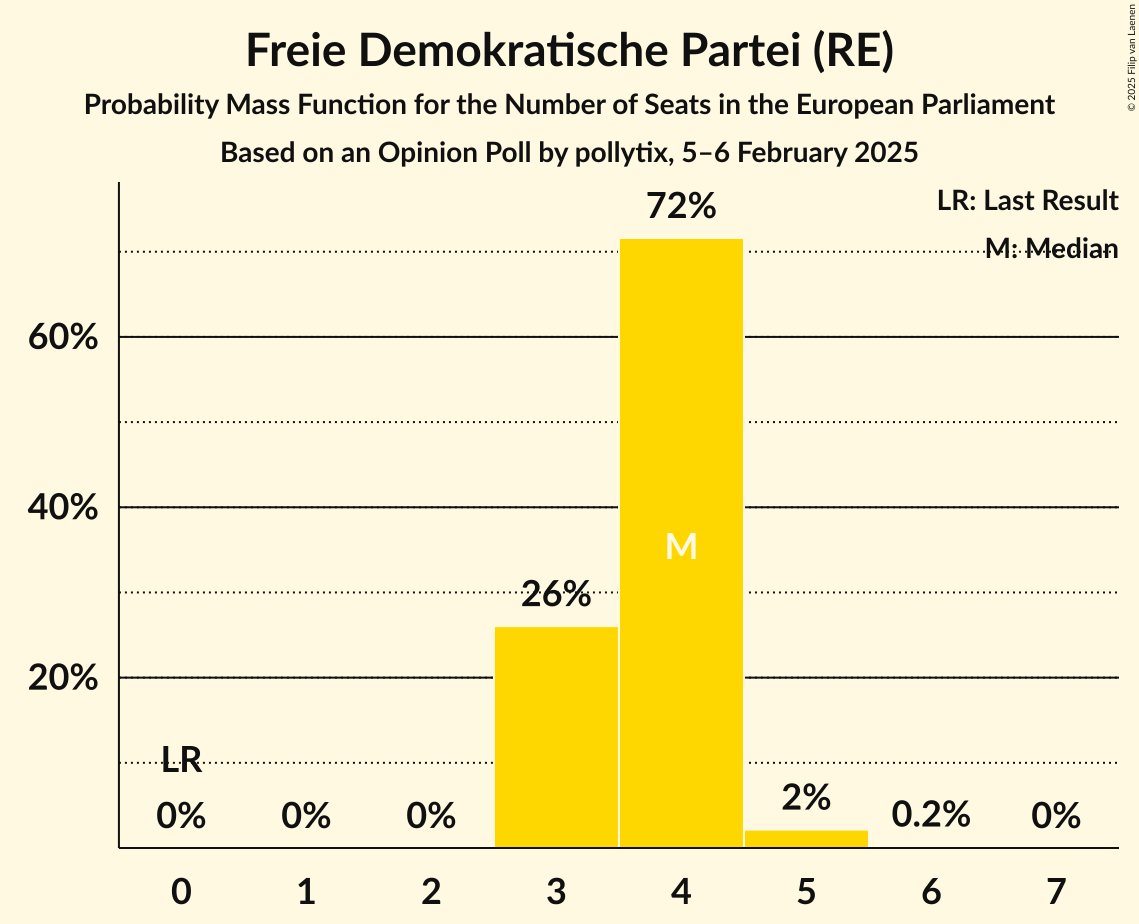 Freie Demokratische Partei (RE)
Probability Mass Function for the Number of Seats in the European Parliament
Based on an Opinion Poll by pollytix, 5–6 February 2025
© 2025 Filip van Laenen
LR: Last Result
M: Median
72%
60%
40%
M
26%
20%
LR
0%
0%
0%
2%
0.2%
0%
0 1 2 3 4 5 6 7